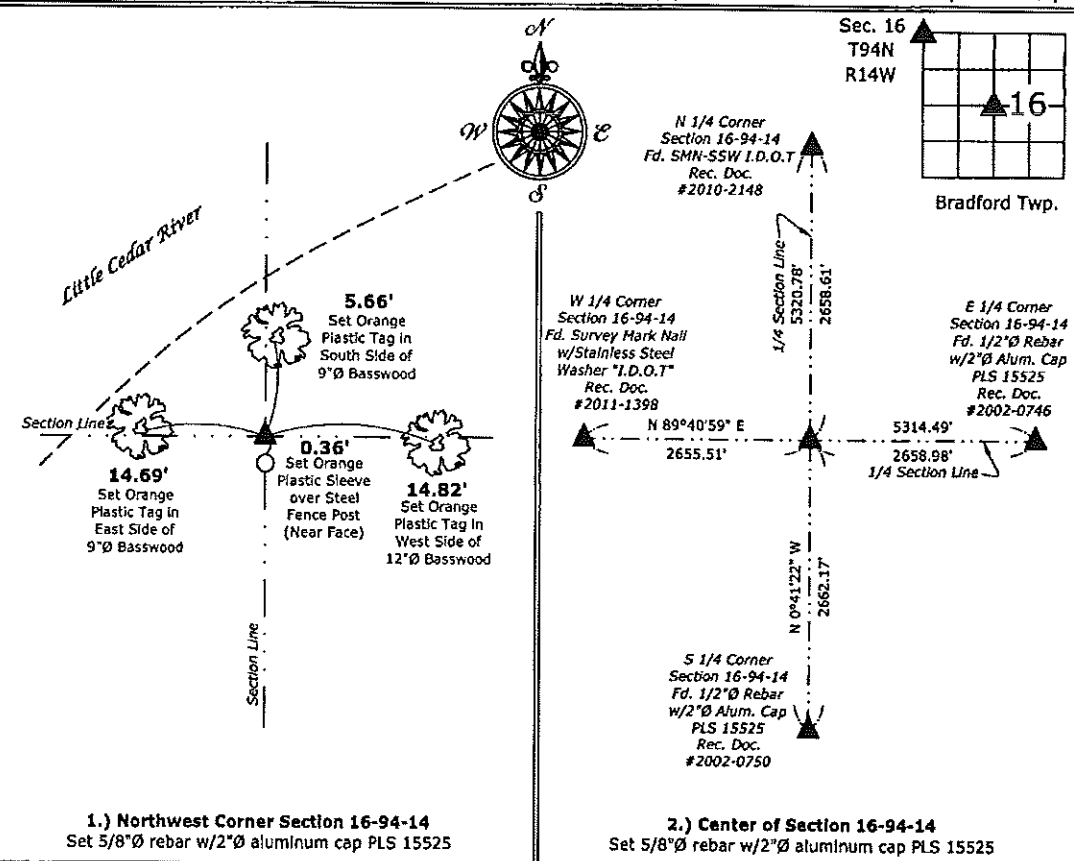 N
W
E
S
Sec. 16
T94N
R14W
16
Bradford Twp.
Little Cedar River
5.66'
Set Orange
Plastic Tag in
South Side of
9"Ø Basswood
Section Line
14.69'
Set Orange
Plastic Tag in
East Side of
9"Ø Basswood
0.36'
Set Orange
Plastic Sleeve
over Steel
Fence Post
(Near Face)
14.82'
Set Orange
Plastic Tag in
West Side of
12"Ø Basswood
Section Line
1.) Northwest Corner Section 16-94-14
Set 5/8"Ø rebar w/2"Ø aluminum cap PLS 15525
N 1/4 Corner
Section 16-94-14
Fd. SMN-SSW I.D.O.T
Rec. Doc.
#2010-2148
1/4 Section Line
5320.78'
2658.61'
W 1/4 Corner
Section 16-94-14
Fd. Survey Mark Nail
w/Stainless Steel
Washer "I.D.O.T"
Rec. Doc.
#2011-1398
E 1/4 Corner
Section 16-94-14
Fd. 1/2"Ø Rebar
w/2"Ø Alum. Cap
PLS 15525
Rec. Doc.
#2002-0746
N 89°40'59" E
2655.51'
5314.49'
2658.98'
1/4 Section Line
N 0°41'22" W
2662.17'
S 1/4 Corner
Section 16-94-14
Fd. 1/2"Ø Rebar
w/2"Ø Alum. Cap
PLS 15525
Rec. Doc.
#2002-0750
2.) Center of Section 16-94-14
Set 5/8"Ø rebar w/2"Ø aluminum cap PLS 15525